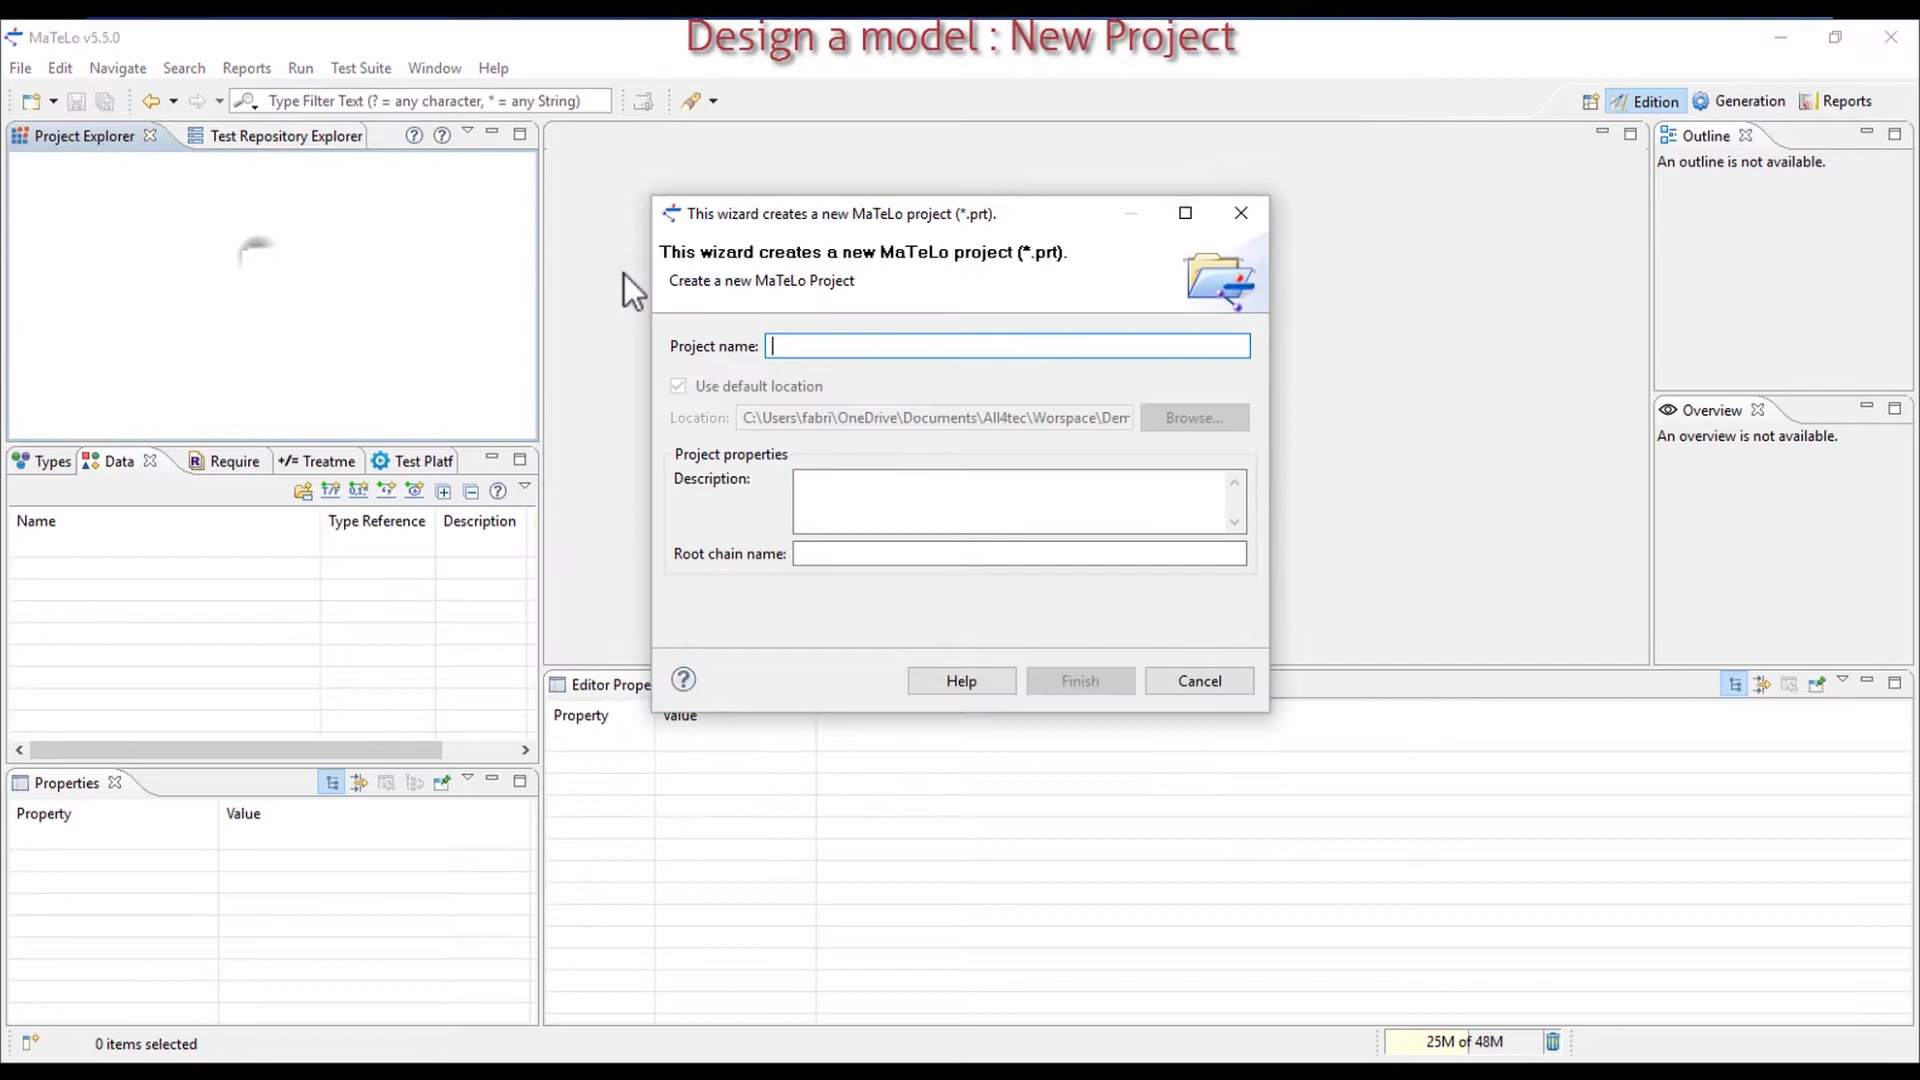 Design a model : New Project
MaTeLo v5.5.0
File Edit Navigate Search Reports Run Test Suite Window Help
Type Filter Text (? = any character, * = any String)
Edition Generation Reports
Project Explorer Test Repository Explorer
Outline
An outline is not available.
This wizard creates a new MaTeLo project (*.prt).
This wizard creates a new MaTeLo project (*.prt).
Create a new MaTeLo Project
Project name:
Use default location
Location: C:\Users\fabri\OneDrive\Documents\All4tec\Worspace\Dem Browse...
Project properties
Description:
Root chain name:
Help Finish Cancel
Overview
An overview is not available.
Types Data Require +/= Treatme Test Platf
Name Type Reference Description
Editor Prope
Property Value
Properties
Property Value
0 items selected
25M of 48M